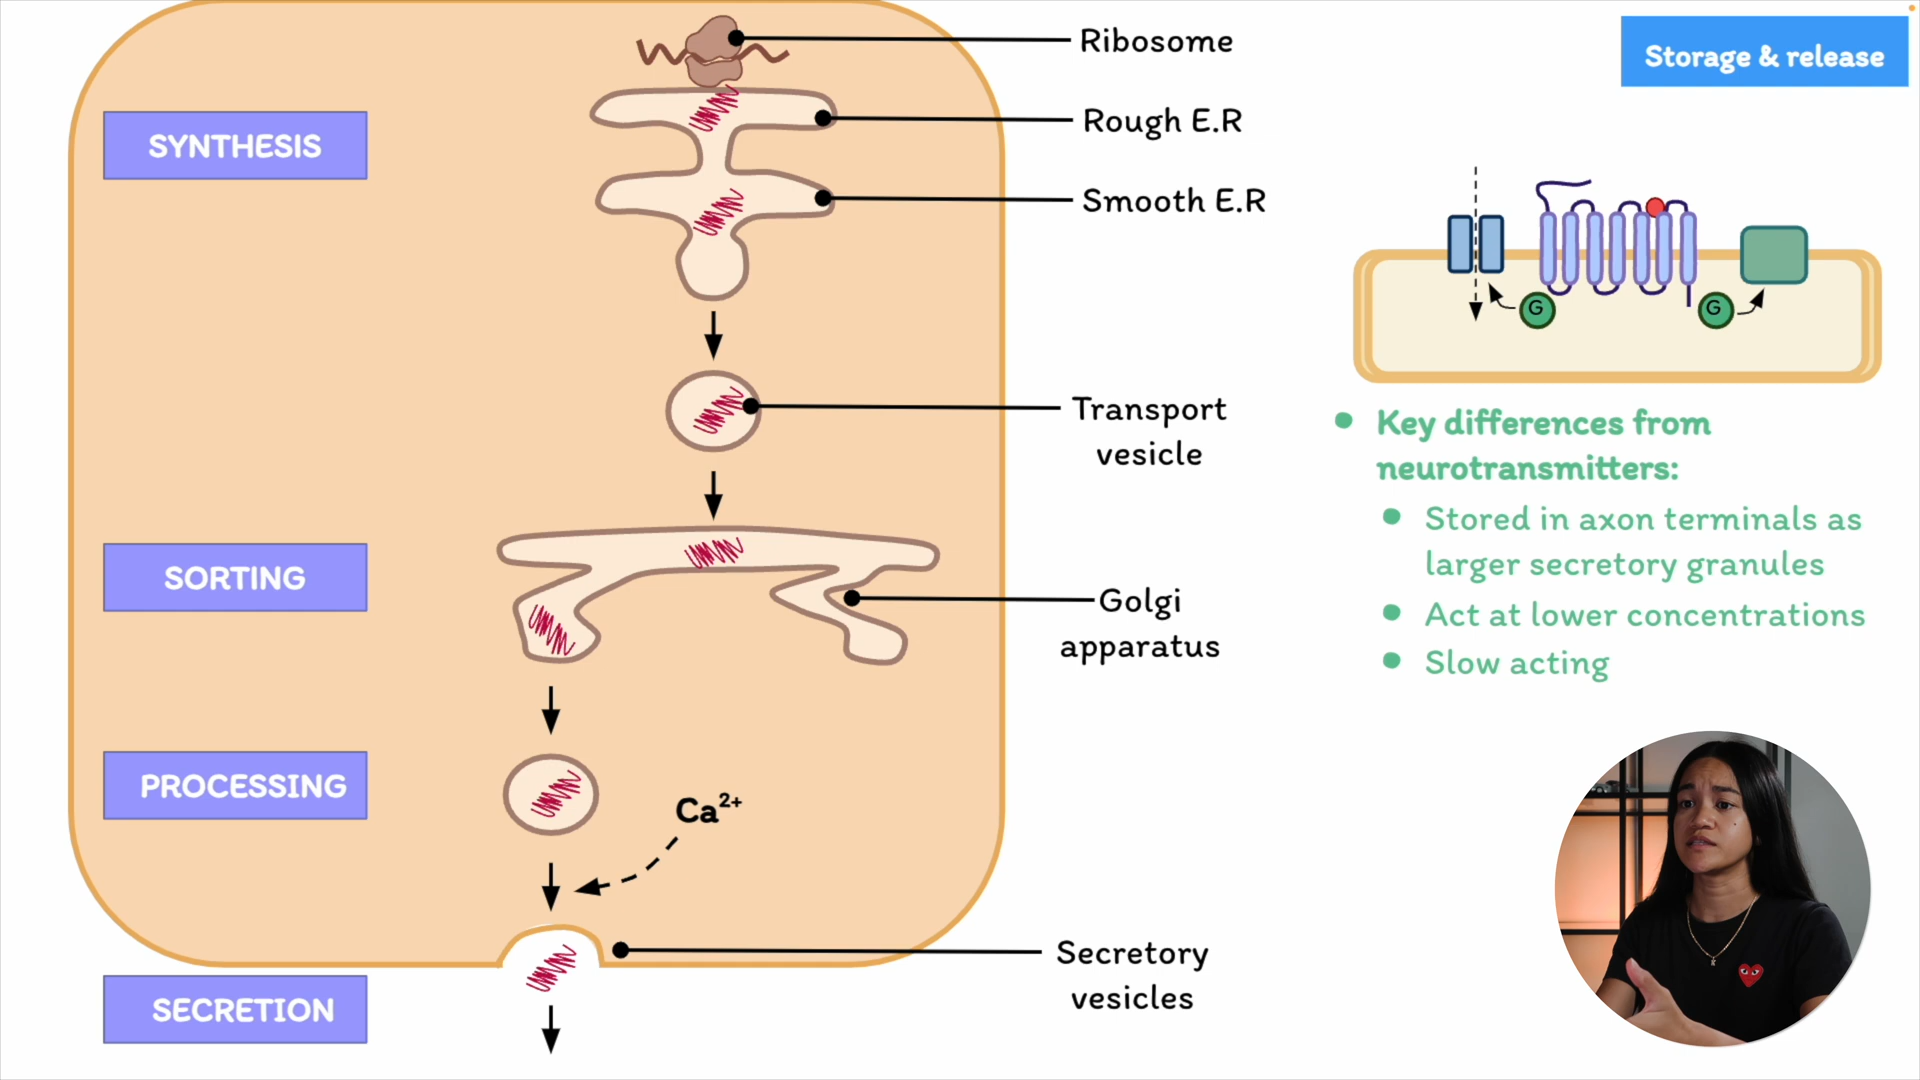 Storage & release
SYNTHESIS
Ribosome
Rough E.R
Smooth E.R
Transport
vesicle
SORTING
Golgi
apparatus
PROCESSING
Ca²⁺
Secretory
vesicles
SECRETION
G
G
Key differences from
neurotransmitters:
Stored in axon terminals as
larger secretory granules
Act at lower concentrations
Slow acting